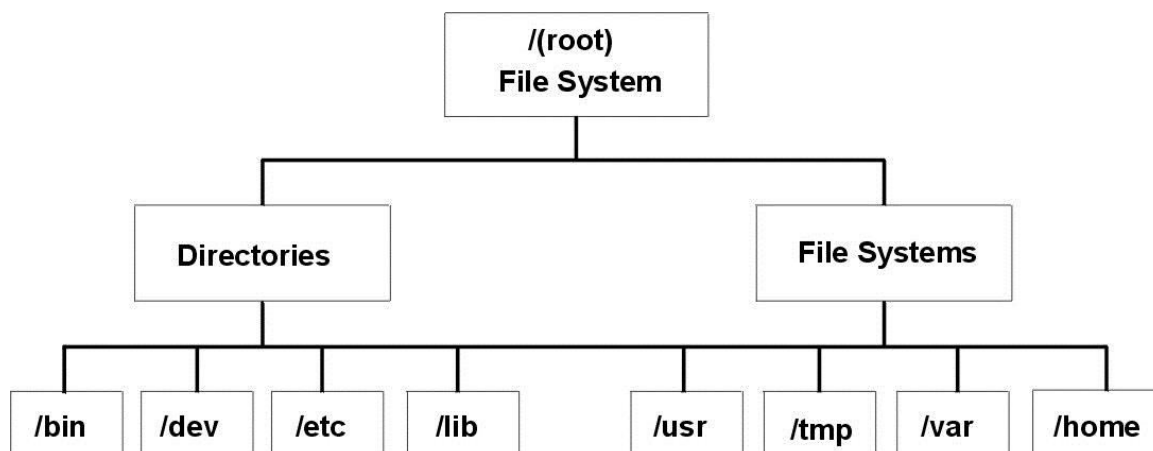 /(root)
File System
Directories
File Systems
/bin
/dev
/etc
/lib
/usr
/tmp
/var
/home